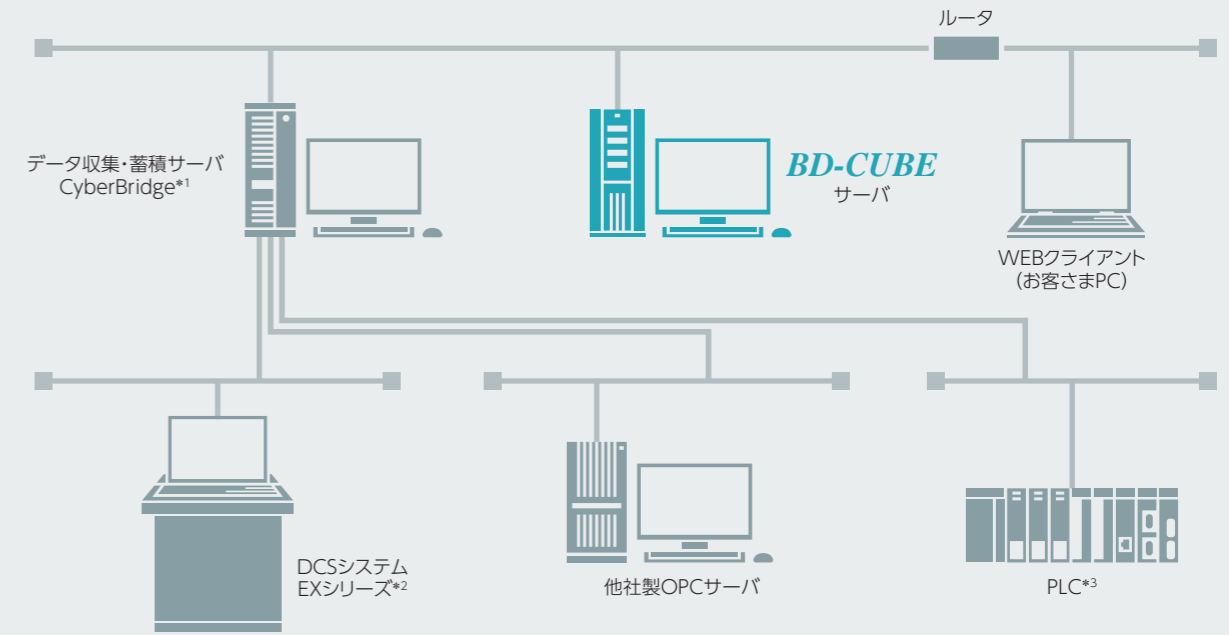 ルータ
データ収集・蓄積サーバ
CyberBridge*1
BD-CUBE
サーバ
WEBクライアント
(お客さまPC)
DCSシステム
EXシリーズ*2
他社製OPCサーバ
PLC*3